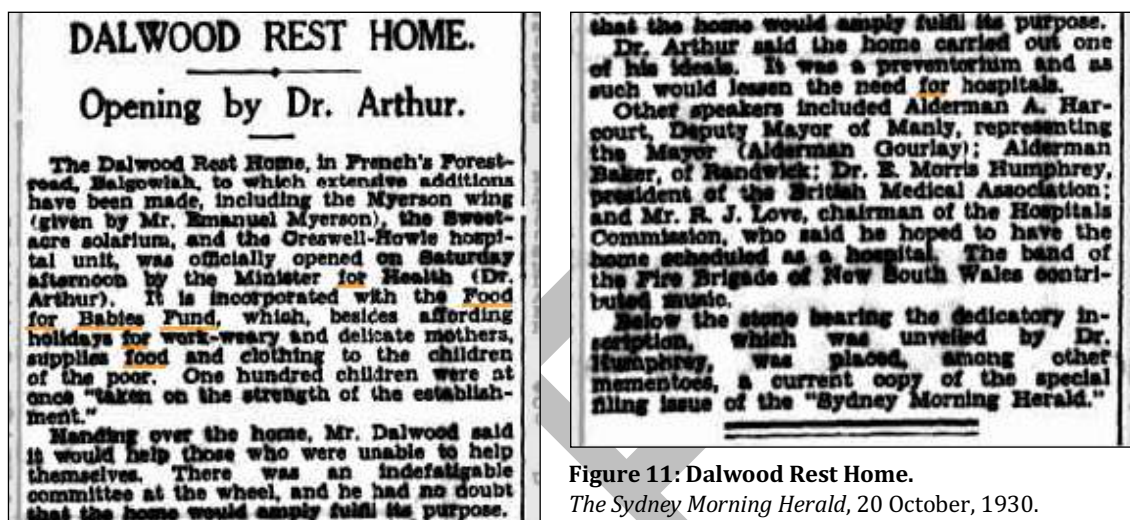 DALWOOD REST HOME.
Opening by Dr. Arthur.
The Dalwood Rest Home, in French's Forest-
road, Balgowlah, to which extensive additions
have been made, including the Myerson wing
(given by Mr. Emanuel Myerson), the Sweet-
acre solarium, and the Creswell-Howle hospi-
tal unit, was officially opened on Saturday
afternoon by the Minister for Health (Dr.
Arthur). It is incorporated with the Food
for Babies Fund, which, besides affording
holidays for work-weary and delicate mothers,
supplies food and clothing to the children
of the poor. One hundred children were at
once "taken on the strength of the establish-
ment."
Handing over the home, Mr. Dalwood said
it would help those who were unable to help
themselves. There was an indefatigable
committee at the wheel, and he had no doubt
that the home would amply fulfil its purpose.
that the home would amply fulfil its purpose.
Dr. Arthur said the home carried out one
of his ideals. It was a preventorium and as
such would lessen the need for hospitals.
Other speakers included Alderman A. Har-
court, Deputy Mayor of Manly, representing
the Mayor (Alderman Gourlay); Alderman
Baker, of Randwick; Dr. E. Morris Humphrey,
president of the British Medical Association;
and Mr. R. J. Love, chairman of the Hospitals
Commission, who said he hoped to have the
home scheduled as a hospital. The band of
the Fire Brigade of New South Wales contri-
buted music.
Below the stone bearing the dedicatory in-
scription, which was unveiled by Dr.
Humphrey, was placed, among other
mementoes, a current copy of the special
filing issue of the "Sydney Morning Herald."
Figure 11: Dalwood Rest Home.
The Sydney Morning Herald, 20 October, 1930.